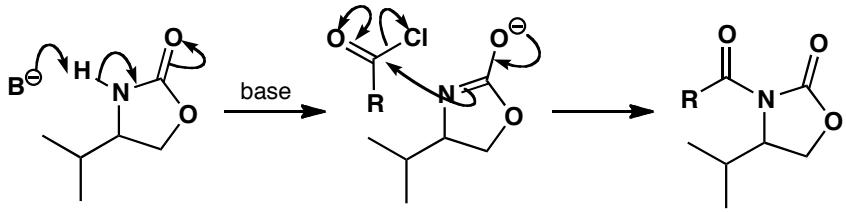 B⊖ H N O O
base
O Cl R O⊖ N O
O R N O O